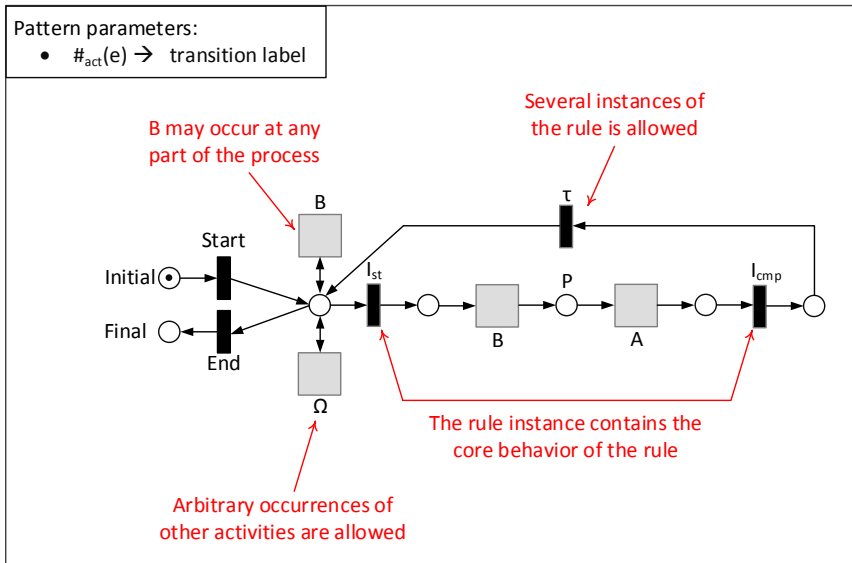 Pattern parameters:
• #act(e) → transition label
Several instances of
the rule is allowed
B may occur at any
part of the process
τ
B
Start
Ist
Icmp
Initial
P
Final
B
A
End
Ω
The rule instance contains the
core behavior of the rule
Arbitrary occurrences of
other activities are allowed